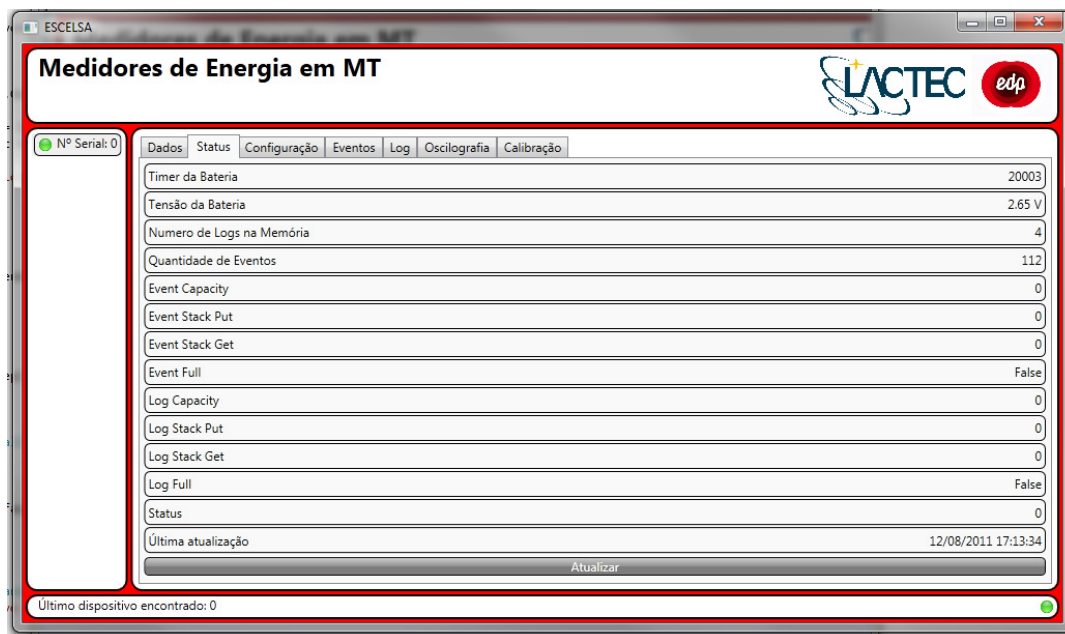 ESCELSA
Medidores de Energia em MT
LACTEC edp
Nº Serial: 0
Dados Status Configuração Eventos Log Oscilografia Calibração
Timer da Bateria 20003
Tensão da Bateria 2.65 V
Numero de Logs na Memória 4
Quantidade de Eventos 112
Event Capacity 0
Event Stack Put 0
Event Stack Get 0
Event Full False
Log Capacity 0
Log Stack Put 0
Log Stack Get 0
Log Full False
Status 0
Última atualização 12/08/2011 17:13:34
Atualizar
Último dispositivo encontrado: 0